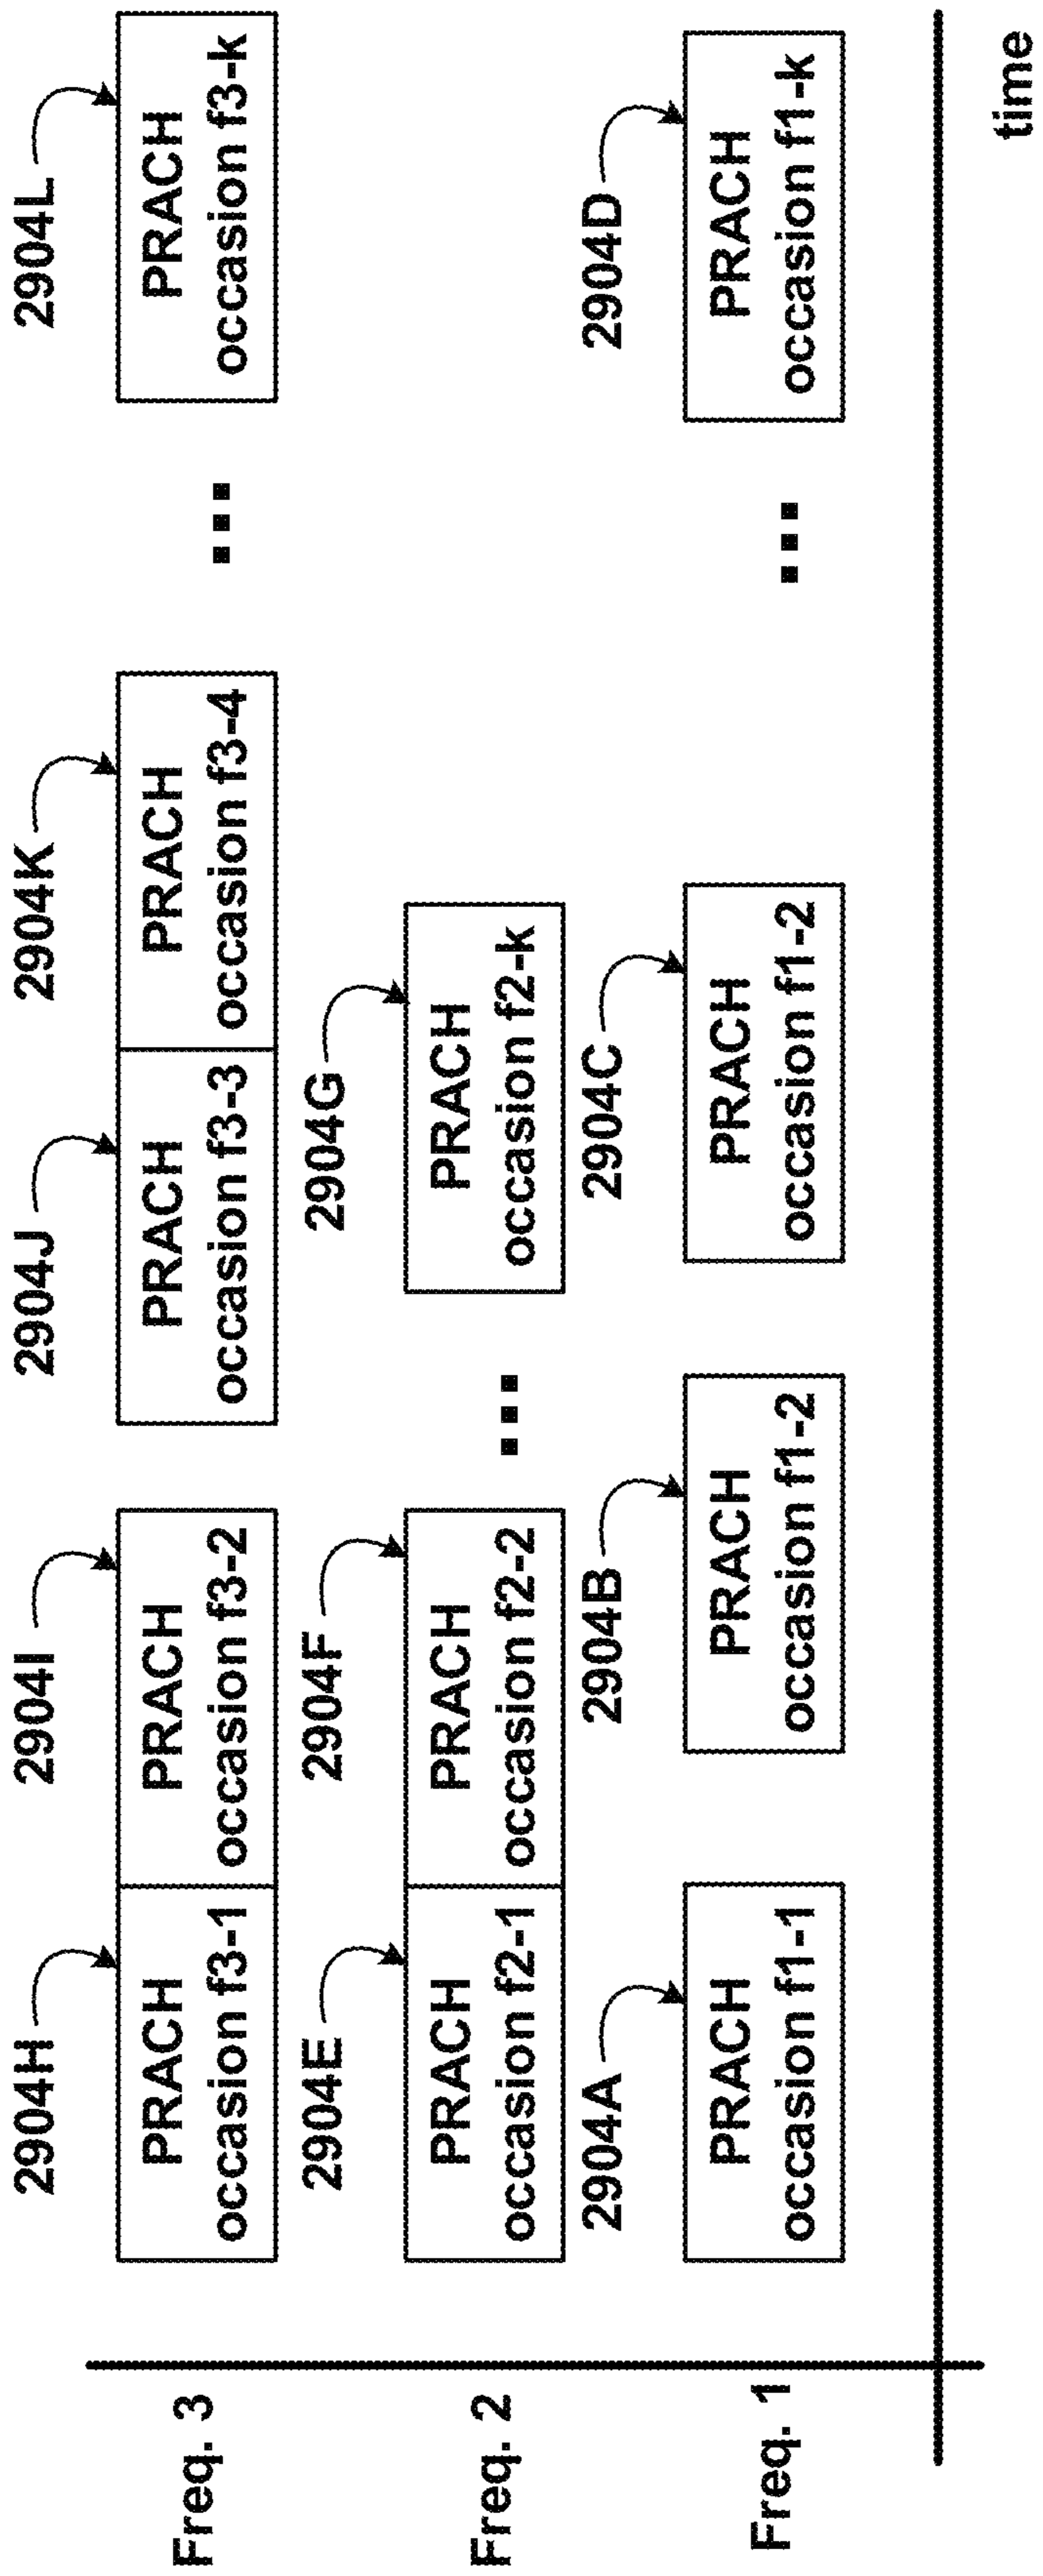 2904H
2904I
2904J
2904K
2904L
Freq. 3
PRACH
occasion f3-1
PRACH
occasion f3-2
PRACH
occasion f3-3
PRACH
occasion f3-4
...
PRACH
occasion f3-k
2904E
2904F
2904G
Freq. 2
PRACH
occasion f2-1
PRACH
occasion f2-2
...
PRACH
occasion f2-k
2904A
2904B
2904C
2904D
Freq. 1
PRACH
occasion f1-1
PRACH
occasion f1-2
PRACH
occasion f1-2
...
PRACH
occasion f1-k
time